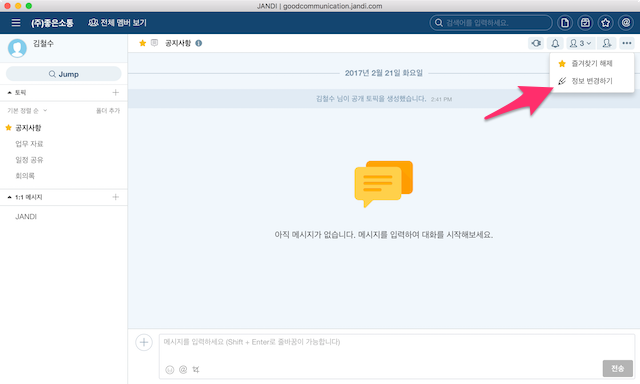 JANDI | goodcommunication.jandi.com
(주)좋은소통
전체 멤버 보기
검색어를 입력하세요.
김철수
Jump
토픽
기본 정렬 순
폴더 추가
공지사항
업무 자료
일정 공유
회의록
1:1 메시지
JANDI
공지사항
3
즐겨찾기 해제
정보 변경하기
2017년 2월 21일 화요일
김철수 님이 공개 토픽을 생성했습니다. 2:41 PM
아직 메시지가 없습니다. 메시지를 입력하여 대화를 시작해보세요.
메시지를 입력하세요 (Shift + Enter로 줄바꿈이 가능합니다)
전송